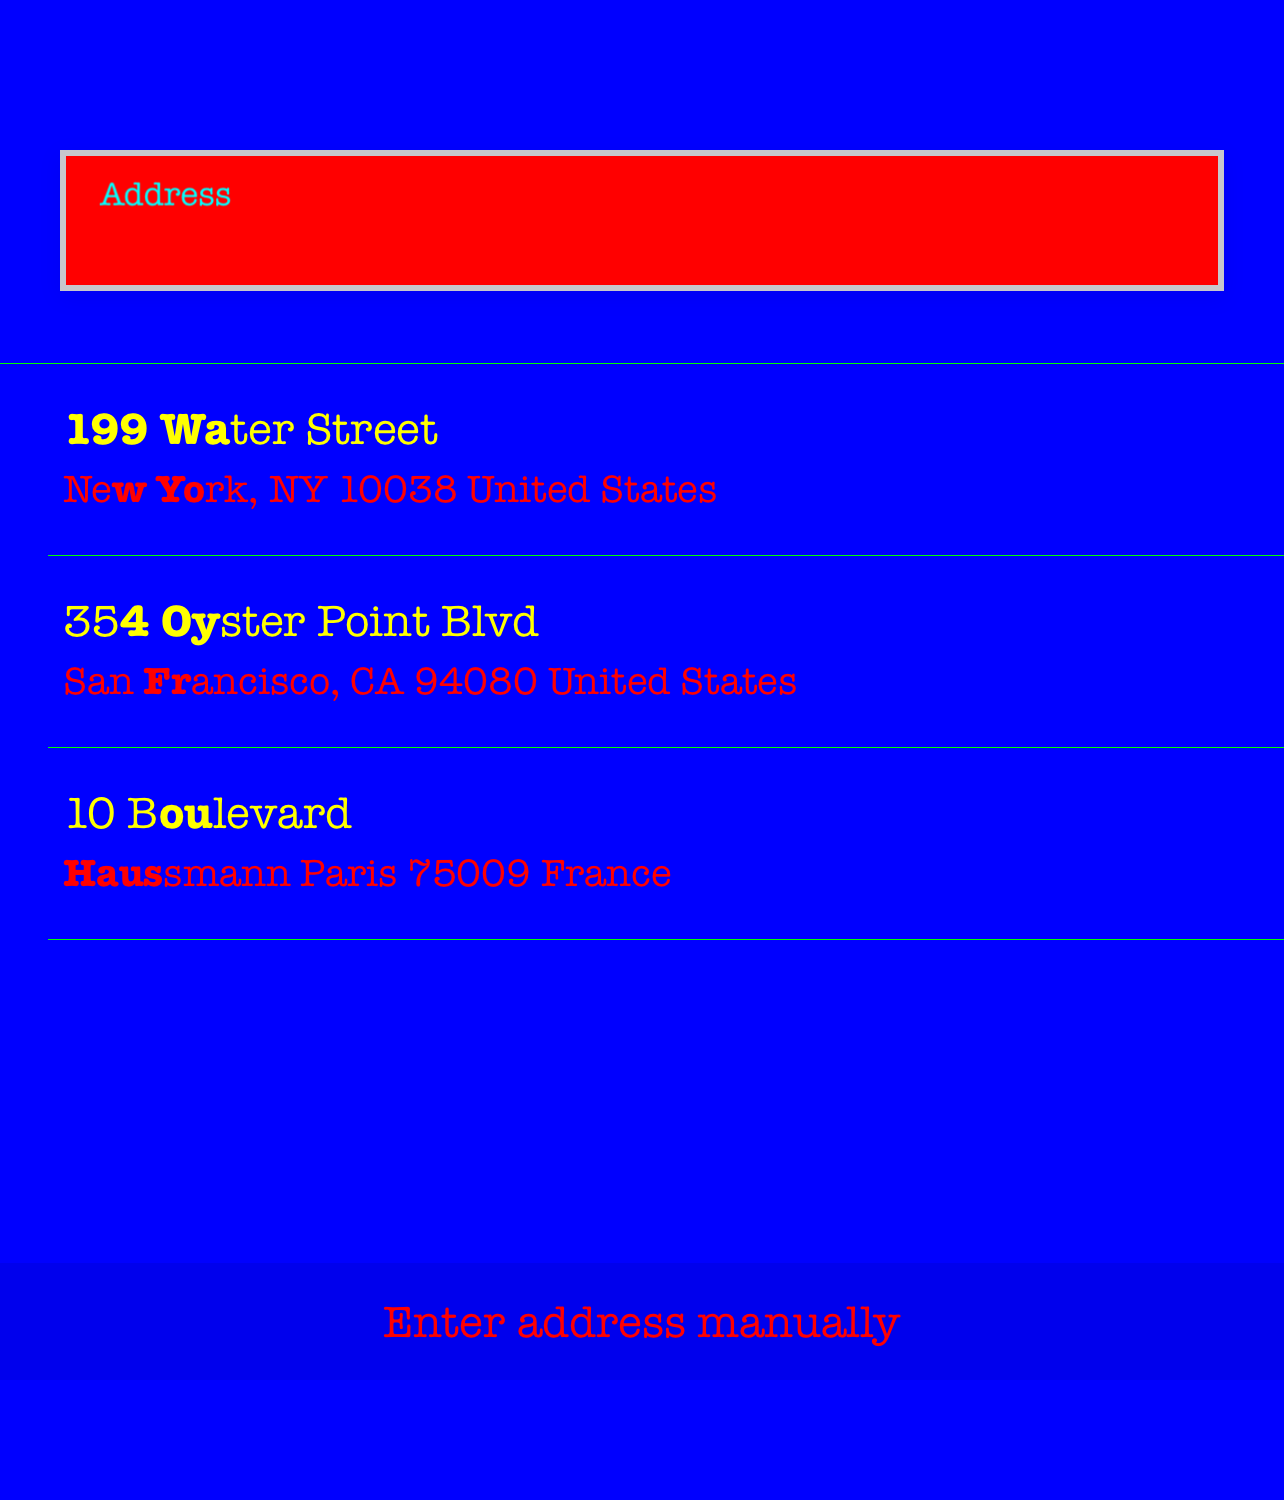 Address
199 Water Street
New York, NY 10038 United States
354 Oyster Point Blvd
San Francisco, CA 94080 United States
10 Boulevard
Haussmann Paris 75009 France
Enter address manually